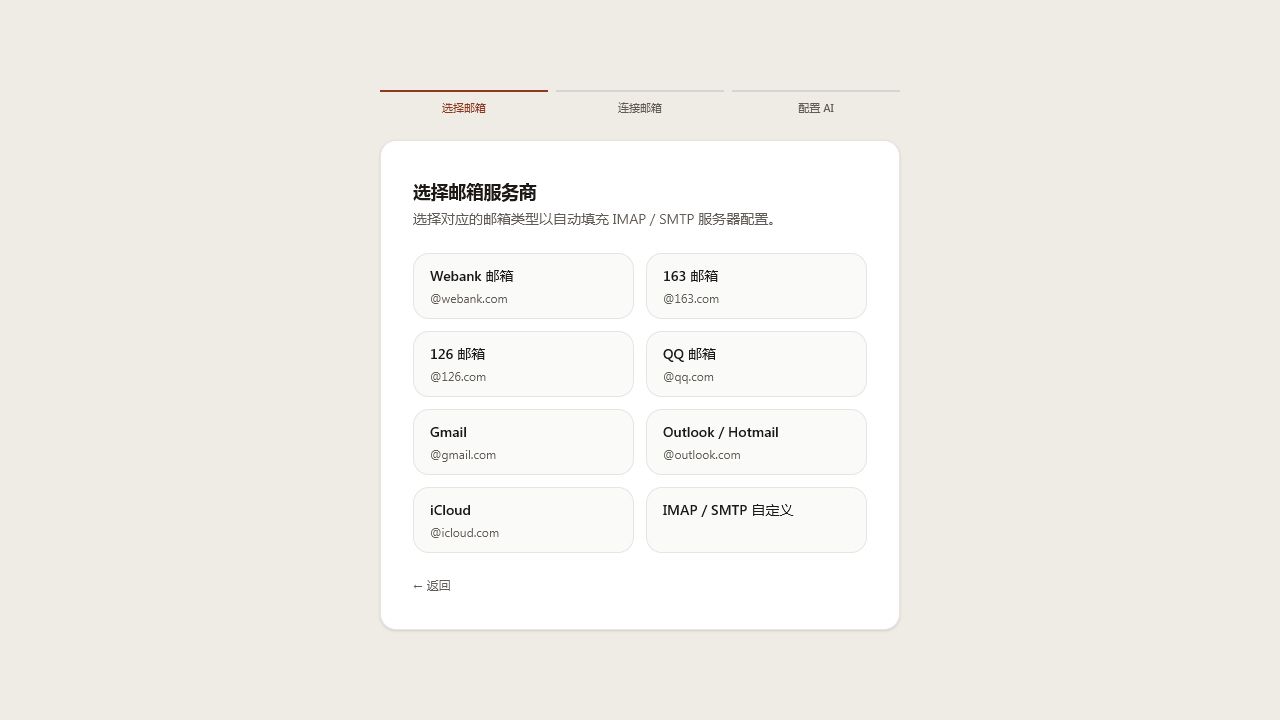 选择邮箱
连接邮箱
配置 AI
选择邮箱服务商
选择对应的邮箱类型以自动填充 IMAP / SMTP 服务器配置。
Webank 邮箱
@webank.com
163 邮箱
@163.com
126 邮箱
@126.com
QQ 邮箱
@qq.com
Gmail
@gmail.com
Outlook / Hotmail
@outlook.com
iCloud
@icloud.com
IMAP / SMTP 自定义
← 返回